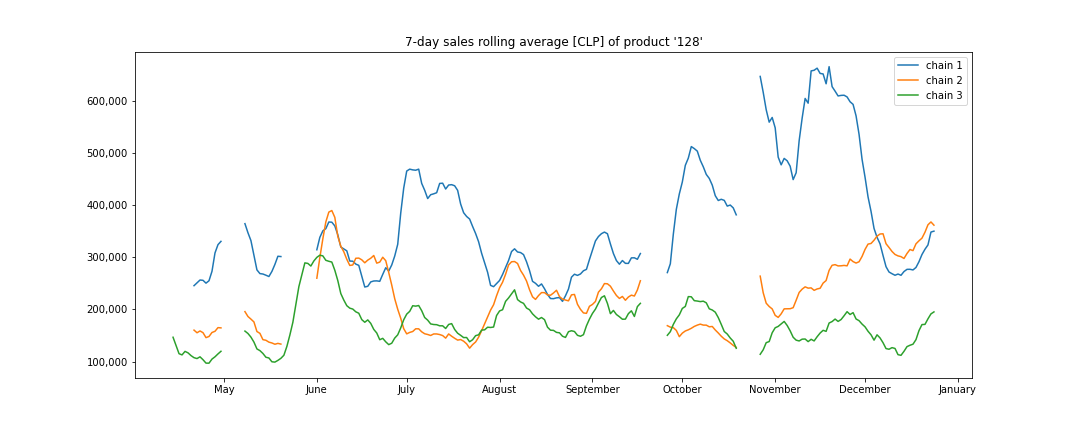 7-day sales rolling average [CLP] of product '128'
chain 1
chain 2
chain 3
600,000
500,000
400,000
300,000
200,000
100,000
May June July August September October November December January